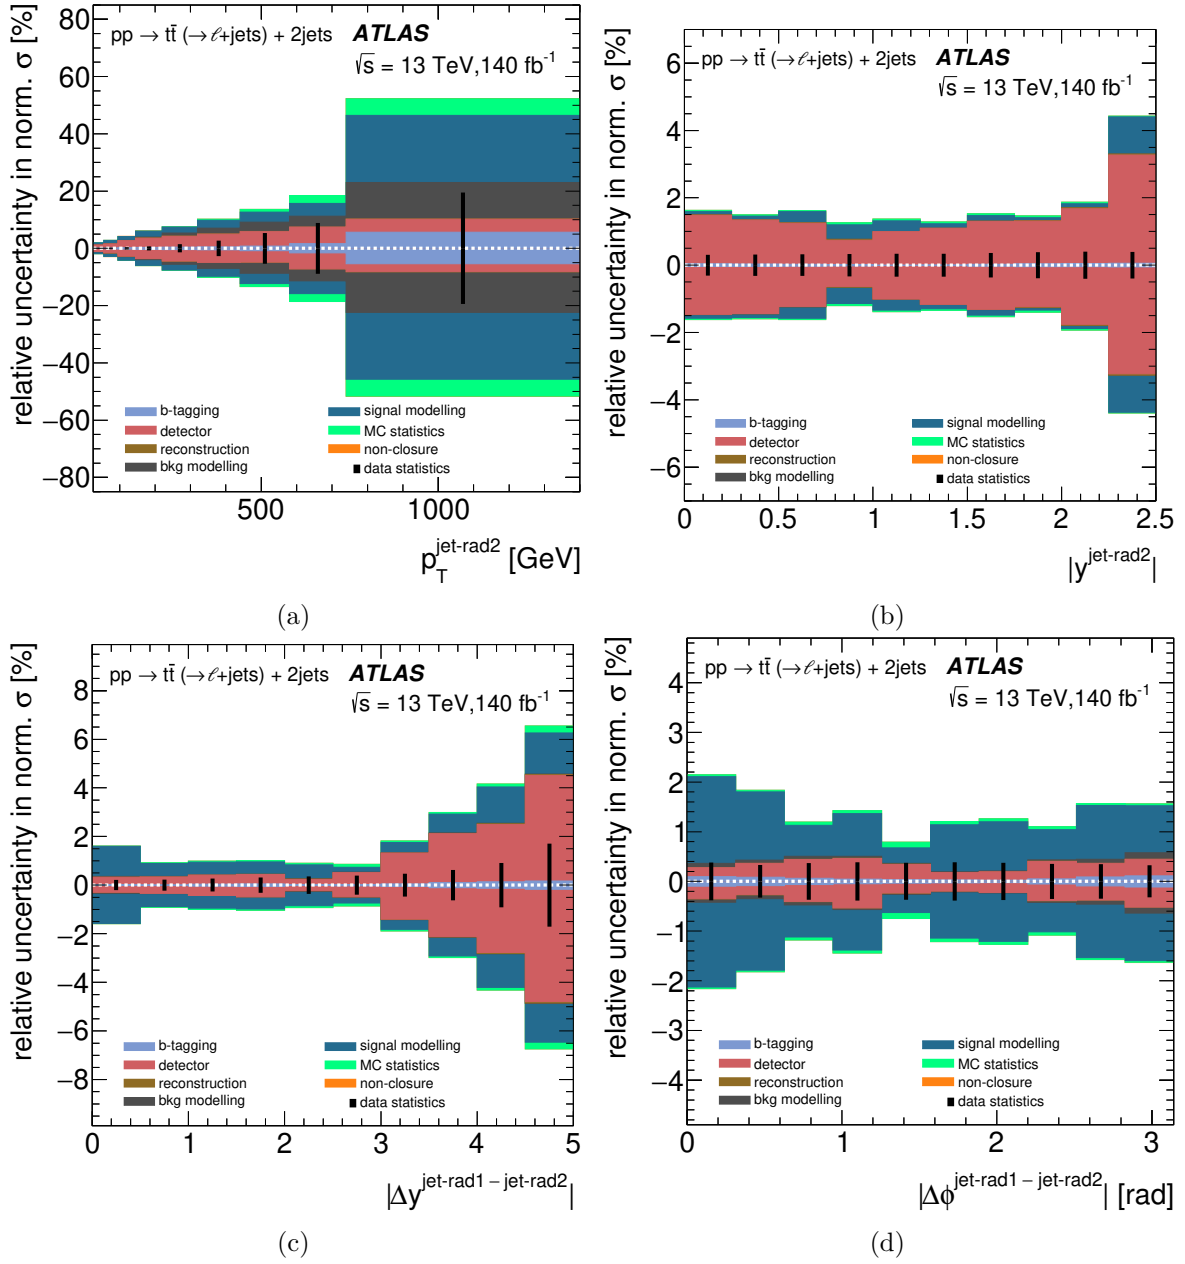 relative uncertainty in norm. σ [%]
pp → tt̄ (→ℓ+jets) + 2jets ATLAS
√s = 13 TeV,140 fb⁻¹
80
60
40
20
0
−20
−40
−60
−80
b-tagging
detector
reconstruction
bkg modelling
signal modelling
MC statistics
non-closure
data statistics
500 1000
p_T^jet-rad2 [GeV]
(a)
relative uncertainty in norm. σ [%]
pp → tt̄ (→ℓ+jets) + 2jets ATLAS
√s = 13 TeV,140 fb⁻¹
6
4
2
0
−2
−4
−6
b-tagging
detector
reconstruction
bkg modelling
signal modelling
MC statistics
non-closure
data statistics
0 0.5 1 1.5 2 2.5
|y^jet-rad2|
(b)
relative uncertainty in norm. σ [%]
pp → tt̄ (→ℓ+jets) + 2jets ATLAS
√s = 13 TeV,140 fb⁻¹
8
6
4
2
0
−2
−4
−6
−8
b-tagging
detector
reconstruction
bkg modelling
signal modelling
MC statistics
non-closure
data statistics
0 1 2 3 4 5
|Δy^jet-rad1 − jet-rad2|
(c)
relative uncertainty in norm. σ [%]
pp → tt̄ (→ℓ+jets) + 2jets ATLAS
√s = 13 TeV,140 fb⁻¹
4
3
2
1
0
−1
−2
−3
−4
b-tagging
detector
reconstruction
bkg modelling
signal modelling
MC statistics
non-closure
data statistics
0 1 2 3
|Δϕ^jet-rad1 − jet-rad2| [rad]
(d)